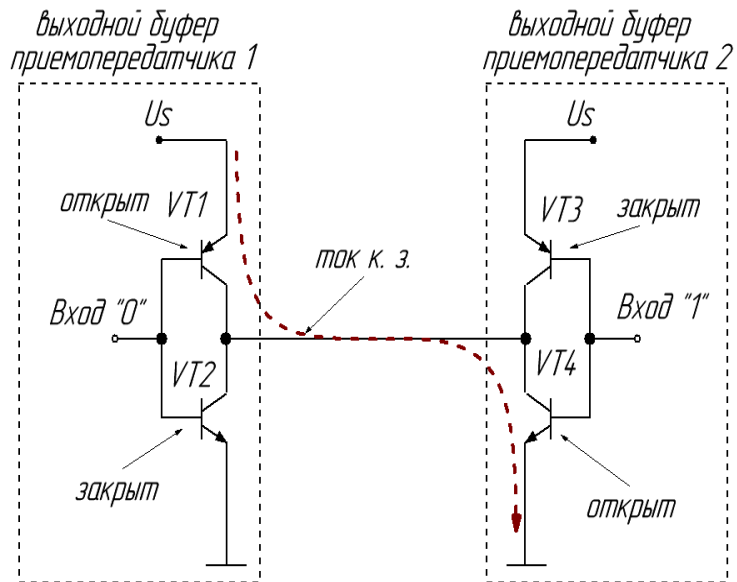 выходной буфер
приемопередатчика 1
выходной буфер
приемопередатчика 2
Us
Us
открыт
VT1
VT3
закрыт
ток к. з.
Вход "0"
Вход "1"
VT2
VT4
закрыт
открыт